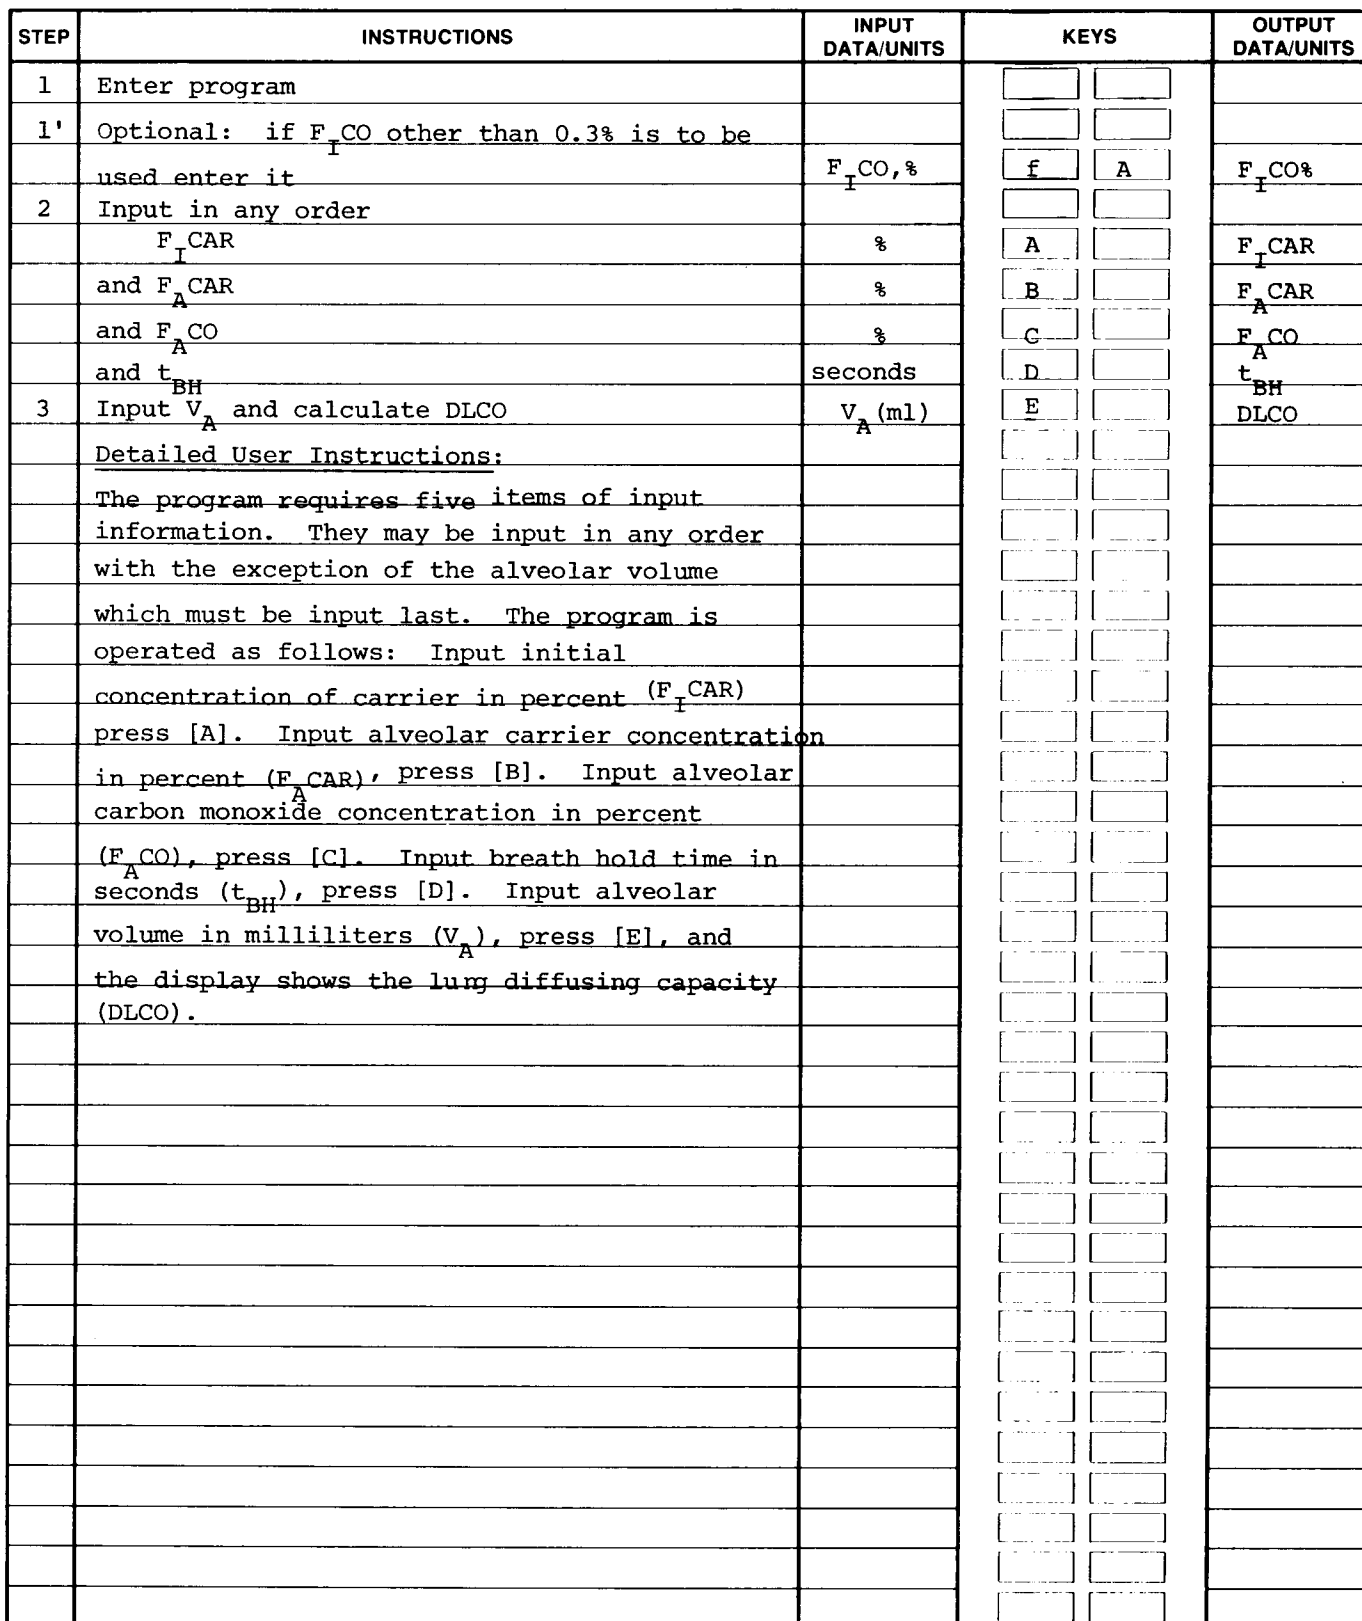 STEP INSTRUCTIONS INPUT DATA/UNITS KEYS OUTPUT DATA/UNITS
1 Enter program
1' Optional: if F_ICO other than 0.3% is to be
used enter it F_ICO,% f A F_ICO%
2 Input in any order
F_ICAR % A F_ICAR
and F_ACAR % B F_ACAR
and F_ACO % C F_ACO
and t_BH seconds D t_BH
3 Input V_A and calculate DLCO V_A(ml) E DLCO
Detailed User Instructions:
The program requires five items of input
information. They may be input in any order
with the exception of the alveolar volume
which must be input last. The program is
operated as follows: Input initial
concentration of carrier in percent (F_ICAR)
press [A]. Input alveolar carrier concentration
in percent (F_ACAR), press [B]. Input alveolar
carbon monoxide concentration in percent
(F_ACO), press [C]. Input breath hold time in
seconds (t_BH), press [D]. Input alveolar
volume in milliliters (V_A), press [E], and
the display shows the lung diffusing capacity
(DLCO).